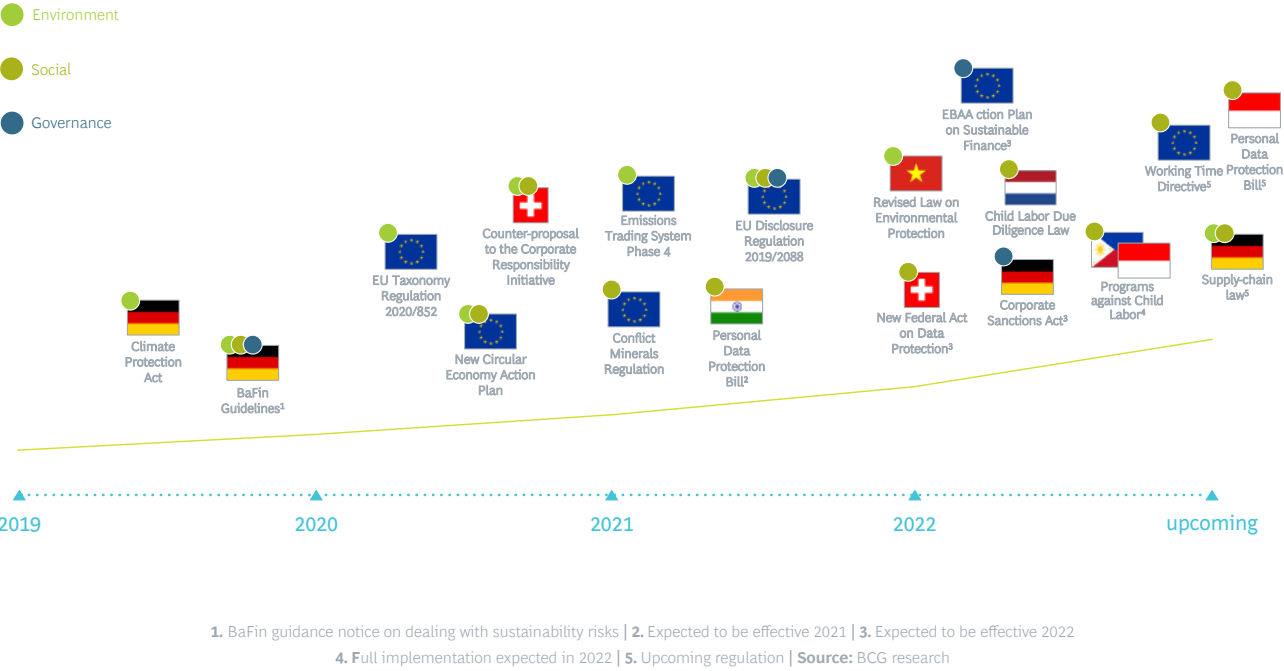 Environment
Social
Governance
Climate
Protection
Act
BaFin
Guidelines¹
EU Taxonomy
Regulation
2020/852
New Circular
Economy Action
Plan
Counter-proposal
to the Corporate
Responsibility
Initiative
Emissions
Trading System
Phase 4
Conflict
Minerals
Regulation
EU Disclosure
Regulation
2019/2088
Personal
Data
Protection
Bill²
Revised Law on
Environmental
Protection
New Federal Act
on Data
Protection³
EBAA ction Plan
on Sustainable
Finance³
Child Labor Due
Diligence Law
Corporate
Sanctions Act³
Programs
against Child
Labor⁴
Working Time
Directive⁵
Personal
Data
Protection
Bill⁵
Supply-chain
law⁵
2019
2020
2021
2022
upcoming
1. BaFin guidance notice on dealing with sustainability risks | 2. Expected to be effective 2021 | 3. Expected to be effective 2022
4. Full implementation expected in 2022 | 5. Upcoming regulation | Source: BCG research